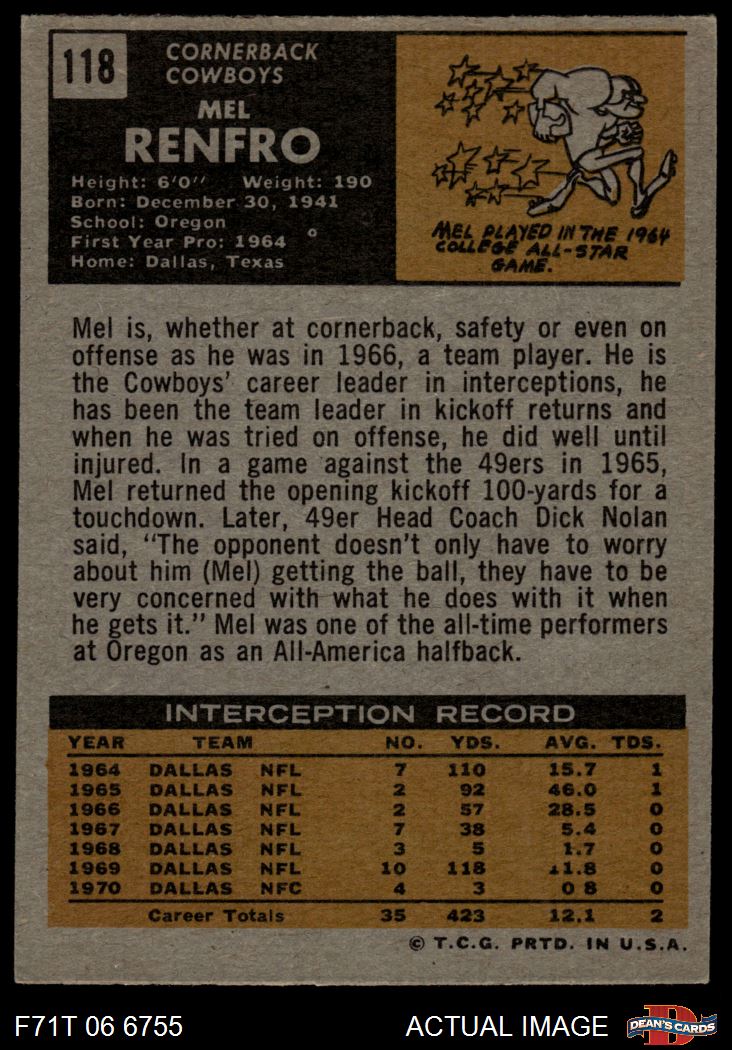 118
CORNERBACK
COWBOYS
MEL
RENFRO
Height: 6'0'' Weight: 190
Born: December 30, 1941
School: Oregon
First Year Pro: 1964
Home: Dallas, Texas
MEL PLAYED IN THE 1964
COLLEGE ALL-STAR
GAME.
Mel is, whether at cornerback, safety or even on
offense as he was in 1966, a team player. He is
the Cowboys' career leader in interceptions, he
has been the team leader in kickoff returns and
when he was tried on offense, he did well until
injured. In a game against the 49ers in 1965,
Mel returned the opening kickoff 100-yards for a
touchdown. Later, 49er Head Coach Dick Nolan
said, "The opponent doesn't only have to worry
about him (Mel) getting the ball, they have to be
very concerned with what he does with it when
he gets it." Mel was one of the all-time performers
at Oregon as an All-America halfback.
INTERCEPTION RECORD
YEAR TEAM NO. YDS. AVG. TDS.
1964 DALLAS NFL 7 110 15.7 1
1965 DALLAS NFL 2 92 46.0 1
1966 DALLAS NFL 2 57 28.5 0
1967 DALLAS NFL 7 38 5.4 0
1968 DALLAS NFL 3 5 1.7 0
1969 DALLAS NFL 10 118 11.8 0
1970 DALLAS NFC 4 3 0 8 0
Career Totals 35 423 12.1 2
© T.C.G. PRTD. IN U.S.A.
F71T 06 6755 ACTUAL IMAGE DEAN'S CARDS